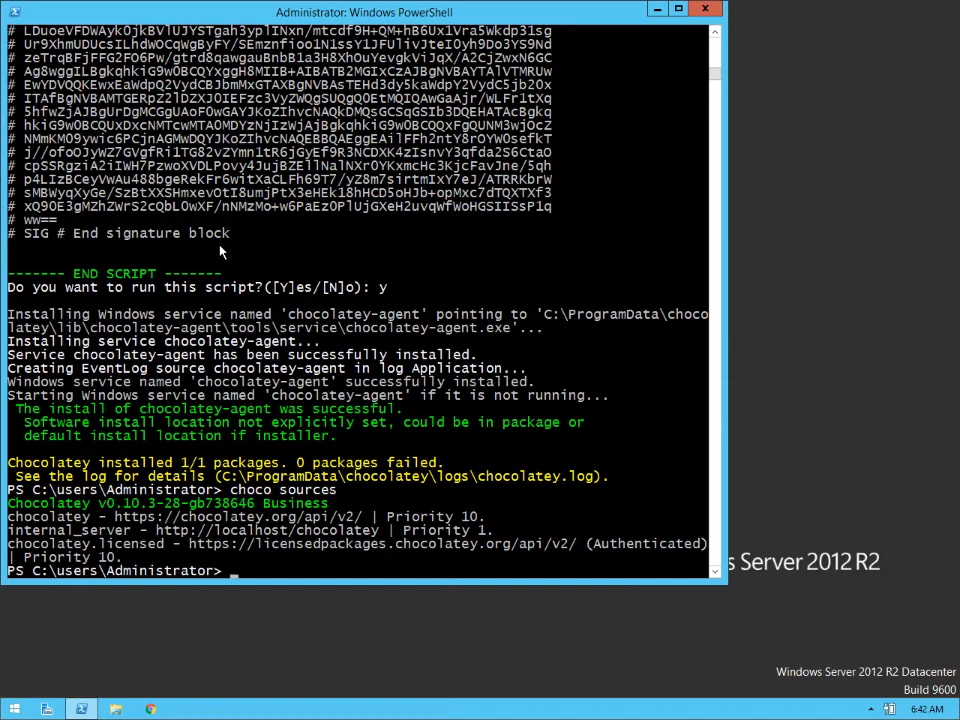 Administrator: Windows PowerShell
# LDuoeVFDWAyk0jkBVlUJYSTgah3yplINxn/mtcdf9H+QM+hB6Ux1Vra5Wkdp31sg
# Ur9XhmUDUcsILhdWOCqWgByFY/SEmznfioo1N1ssY1JFUlivJteI0yh9Do3YS9Nd
# zeTrqBFjFFG2FO6Pw/gtrd8qawgauBnbB1a3H8XhOuYevgkViJqX/A2CjZwxN6GC
# Ag8wggILBgkqhkiG9w0BCQYxggH8MIIB+AIBATB2MGIxCzAJBgNVBAYTAlVTMRUw
# EwYDVQQKEwxEaWdpQ2VydCBJbmMxGTAXBgNVBAsTEHd3dy5kaWdpY2VydC5jb20x
# ITAfBgNVBAMTGERpZ2lDZXJ0IEFzc3VyZWQgSUQgQ0EtMQIQAwGaAjr/WLFr1tXq
# 5hfwZjAJBgUrDgMCGgUAoF0wGAYJKoZIhvcNAQkDMQsGCSqGSIb3DQEHATAcBgkq
# hkiG9w0BCQUxDxcNMTcwMTA0MDYzNjIzWjAjBgkqhkiG9w0BCQQxFgQUNM3wjOcZ
# NMmKMO9ywic6PCjnAGMwDQYJKoZIhvcNAQEBBQAEggEAilFFh2ntY8rOYWOsefkT
# j//ofoOJyWZ7GVgfRi1TG82vZYmn1tR6jGyEf9R3NCDXK4zIsnvY3qfda2S6CtaO
# cpSSRgziA2iIWH7PzwoXVDLPovy4JujBZEllNalNXrOYKxmcHc3KjcFavJne/5qh
# p4LIzBCeyVwAu488bgeRekFr6witXaCLFh69T7/yZ8m7sirtmIxY7eJ/ATRRKbrW
# sMBWyqXyGe/SzBtXXSHmxevOtI8umjPtX3eHEk18hHCD5oHJb+opMxc7dTQXTXf3
# xQ9OE3gMZhZWrS2cQbL0wXF/nNMzMo+w6PaEz0PlUjGXeH2uvqWfWoHGSIISsP1q
# ww==
# SIG # End signature block
------- END SCRIPT -------
Do you want to run this script?([Y]es/[N]o): y
Installing Windows service named 'chocolatey-agent' pointing to 'C:\ProgramData\choco
latey\lib\chocolatey-agent\tools\service\chocolatey-agent.exe'...
Installing service chocolatey-agent...
Service chocolatey-agent has been successfully installed.
Creating EventLog source chocolatey-agent in log Application...
Windows service named 'chocolatey-agent' successfully installed.
Starting Windows service named 'chocolatey-agent' if it is not running...
The install of chocolatey-agent was successful.
Software install location not explicitly set, could be in package or
default install location if installer.
Chocolatey installed 1/1 packages. 0 packages failed.
See the log for details (C:\ProgramData\chocolatey\logs\chocolatey.log).
PS C:\users\Administrator> choco sources
Chocolatey v0.10.3-28-gb738646 Business
chocolatey - https://chocolatey.org/api/v2/ | Priority 10.
internal_server - http://localhost/chocolatey | Priority 1.
chocolatey.licensed - https://licensedpackages.chocolatey.org/api/v2/ (Authenticated)
| Priority 10.
PS C:\users\Administrator>
s Server 2012 R2
Windows Server 2012 R2 Datacenter
Build 9600
6:42 AM